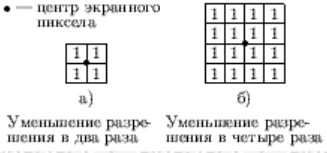 • — центр экранного
пиксела
1 1
1 1
а)
Уменьшение разре-
шения в два раза
1 1 1 1
1 1 1 1
1 1 1 1
1 1 1 1
б)
Уменьшение разре-
шения в четыре раза